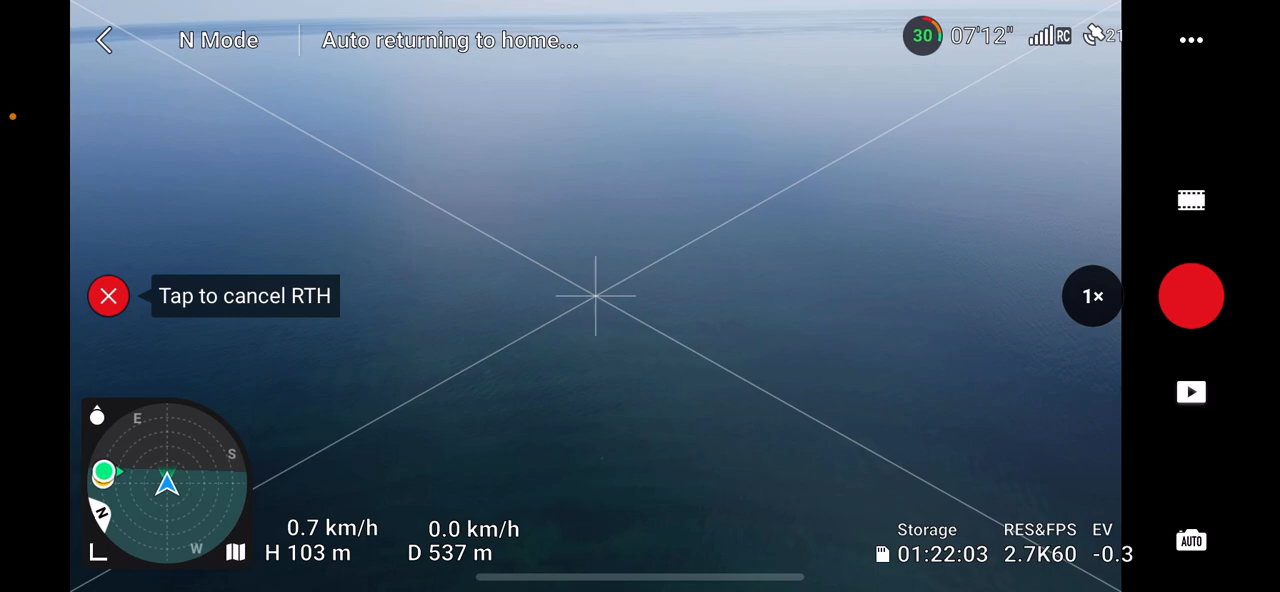 N Mode
Auto returning to home...
30
07'12"
RC
21
Tap to cancel RTH
1×
E
S
N
W
0.7 km/h
0.0 km/h
H 103 m
D 537 m
Storage
RES&FPS
EV
01:22:03
2.7K60
-0.3
AUTO